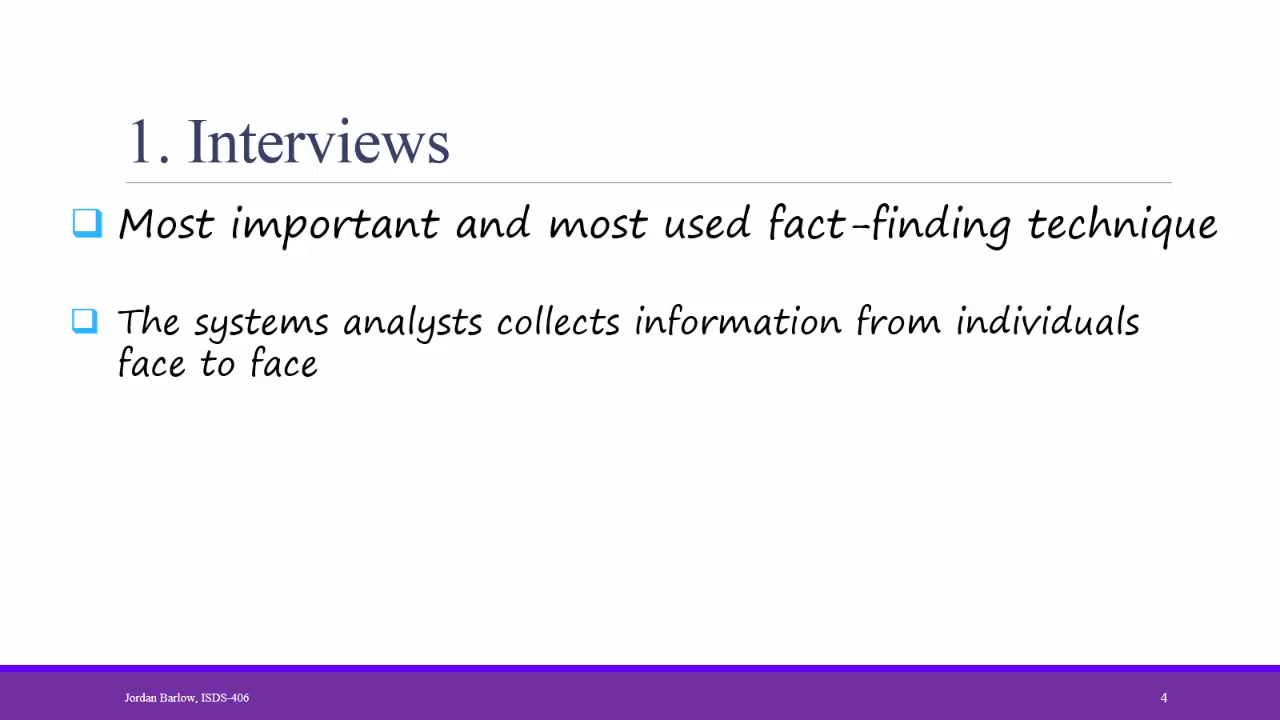 1. Interviews
Most important and most used fact-finding technique
The systems analysts collects information from individuals
face to face
Jordan Barlow, ISDS-406
4